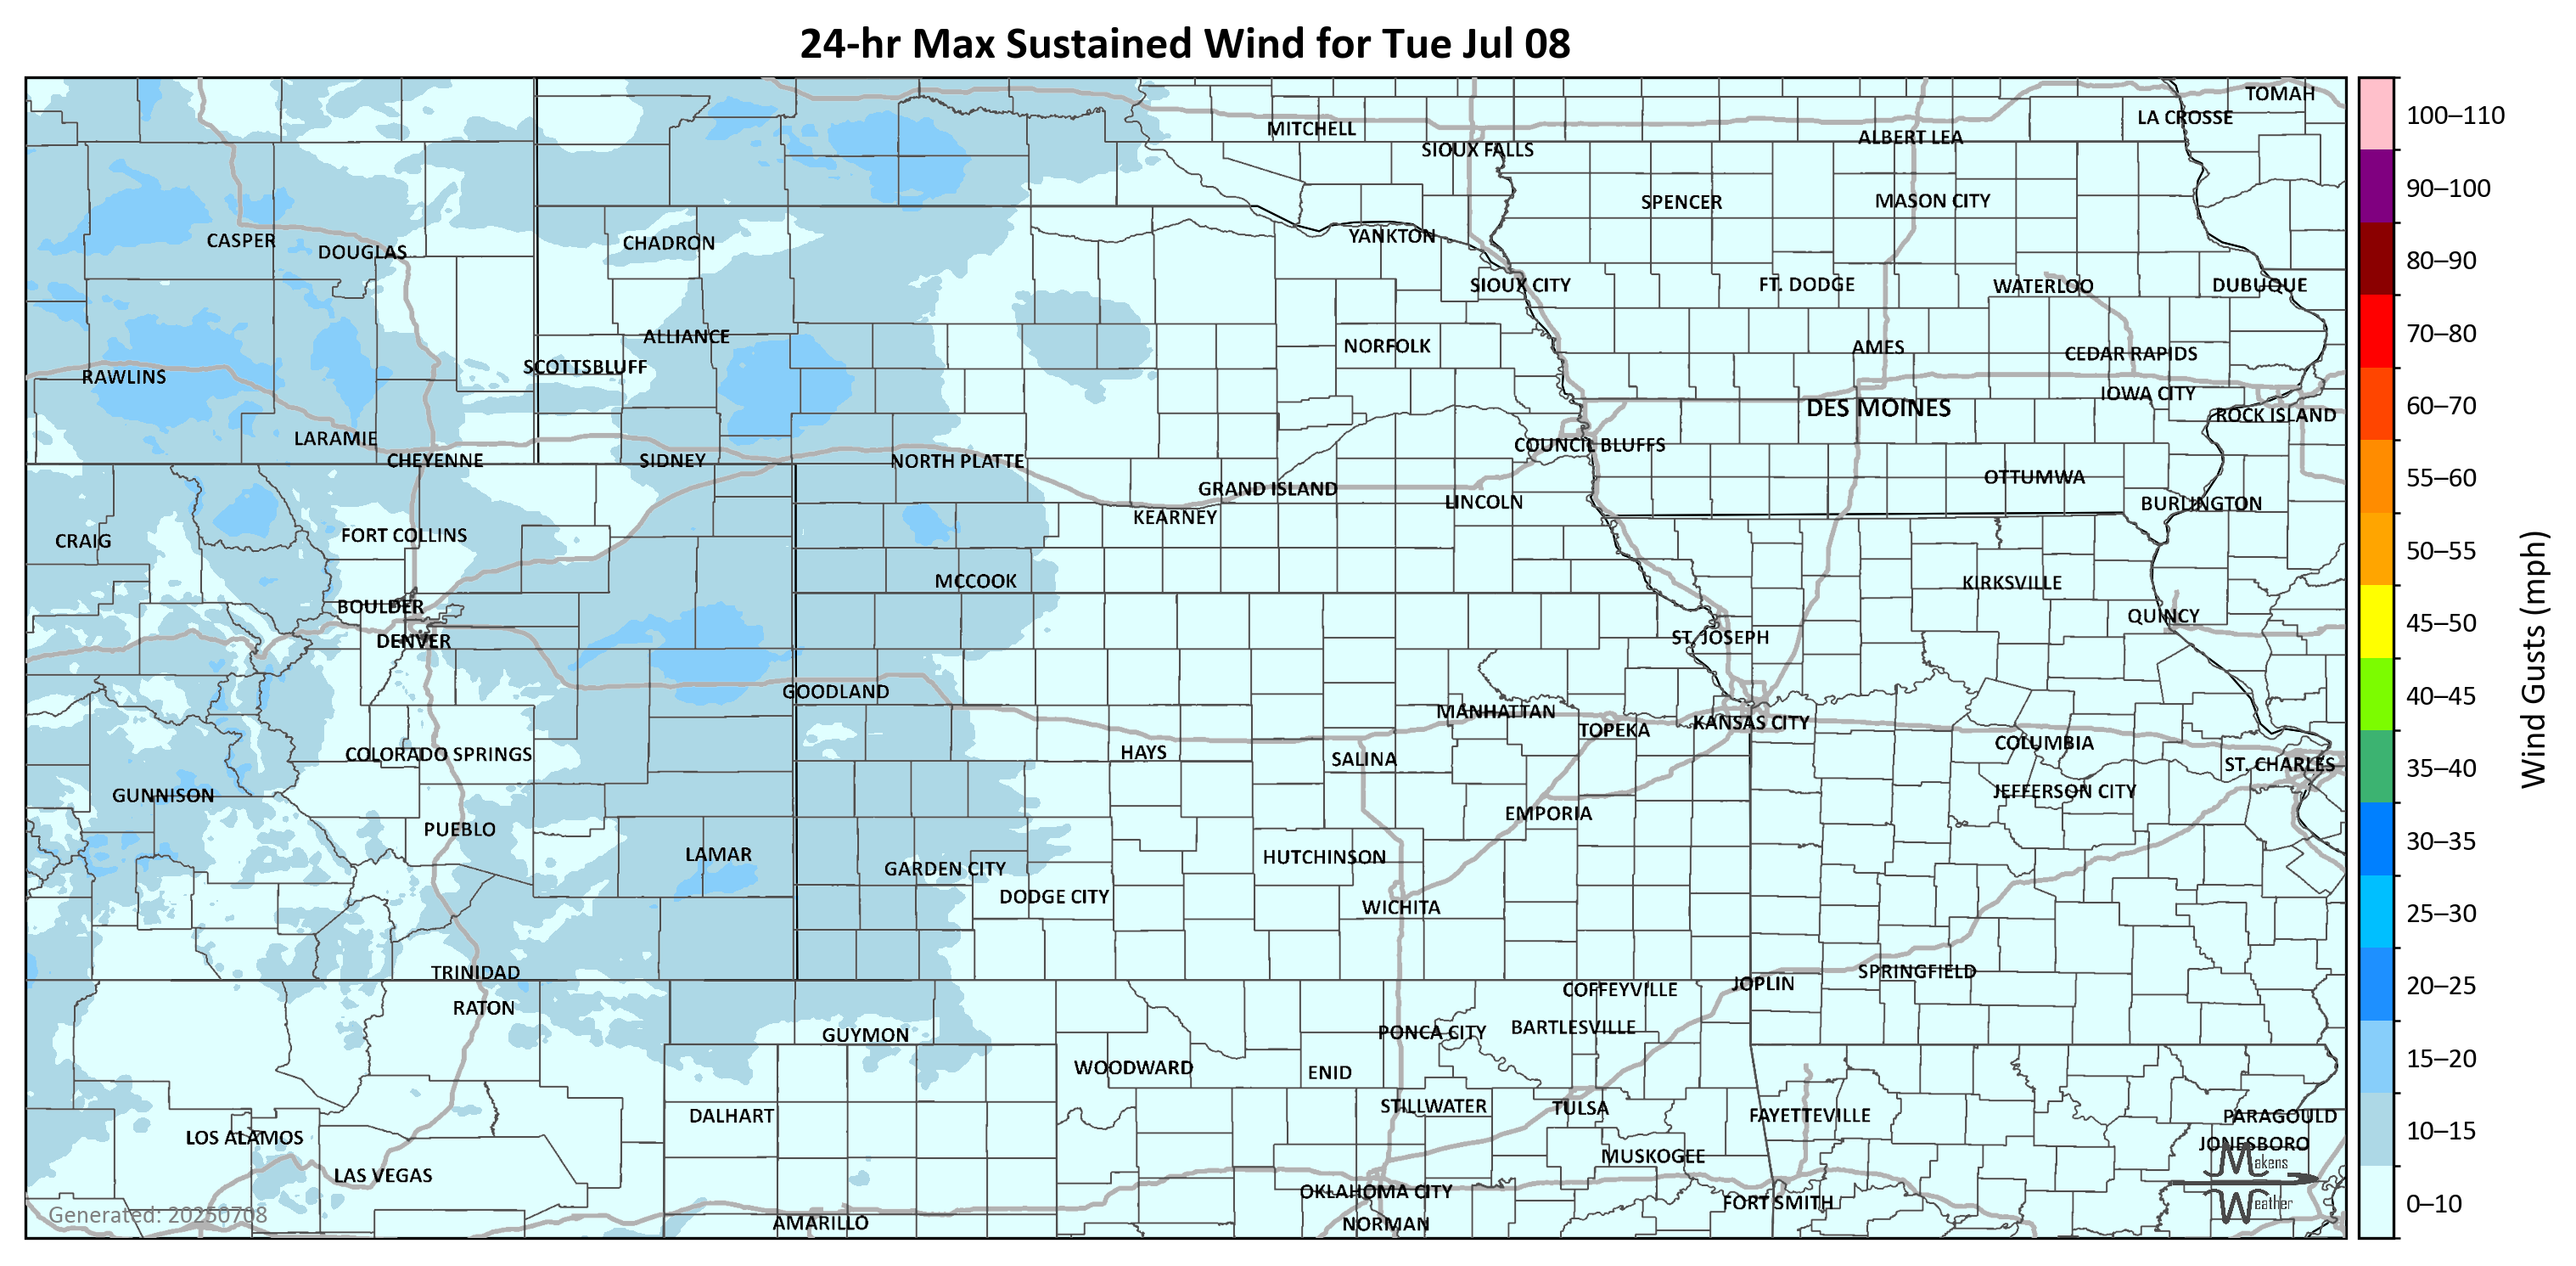 24-hr Max Sustained Wind for Tue Jul 08
TOMAH
LA CROSSE
MITCHELL
ALBERT LEA
SIOUX FALLS
SPENCER
MASON CITY
CASPER
DOUGLAS
CHADRON
YANKTON
SIOUX CITY
FT. DODGE
WATERLOO
DUBUQUE
ALLIANCE
NORFOLK
AMES
CEDAR RAPIDS
SCOTTSBLUFF
RAWLINS
IOWA CITY
DES MOINES
ROCK ISLAND
LARAMIE
COUNCIL BLUFFS
CHEYENNE
SIDNEY
NORTH PLATTE
OTTUMWA
GRAND ISLAND
LINCOLN
BURLINGTON
KEARNEY
CRAIG
FORT COLLINS
MCCOOK
KIRKSVILLE
BOULDER
QUINCY
DENVER
ST. JOSEPH
GOODLAND
MANHATTAN
TOPEKA
KANSAS CITY
COLORADO SPRINGS
HAYS
SALINA
COLUMBIA
ST. CHARLES
GUNNISON
JEFFERSON CITY
EMPORIA
PUEBLO
LAMAR
HUTCHINSON
GARDEN CITY
DODGE CITY
WICHITA
TRINIDAD
SPRINGFIELD
JOPLIN
COFFEYVILLE
RATON
GUYMON
PONCA CITY
BARTLESVILLE
WOODWARD
ENID
DALHART
STILLWATER
TULSA
FAYETTEVILLE
PARAGOULD
LOS ALAMOS
JONESBORO
MUSKOGEE
LAS VEGAS
OKLAHOMA CITY
FORT SMITH
AMARILLO
NORMAN
Generated: 20250708
Makens
Weather
100–110
90–100
80–90
70–80
60–70
55–60
50–55
45–50
40–45
35–40
30–35
25–30
20–25
15–20
10–15
0–10
Wind Gusts (mph)